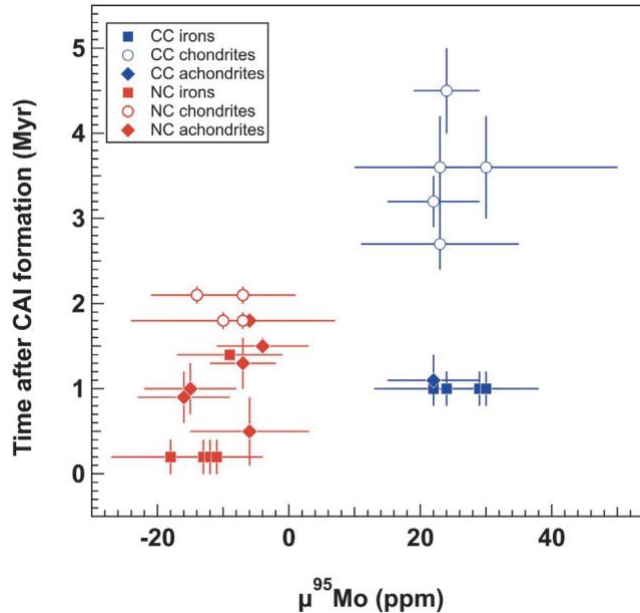 CC irons
CC chondrites
CC achondrites
NC irons
NC chondrites
NC achondrites
5
4
3
2
1
0
Time after CAI formation (Myr)
-20
0
20
40
µ95Mo (ppm)